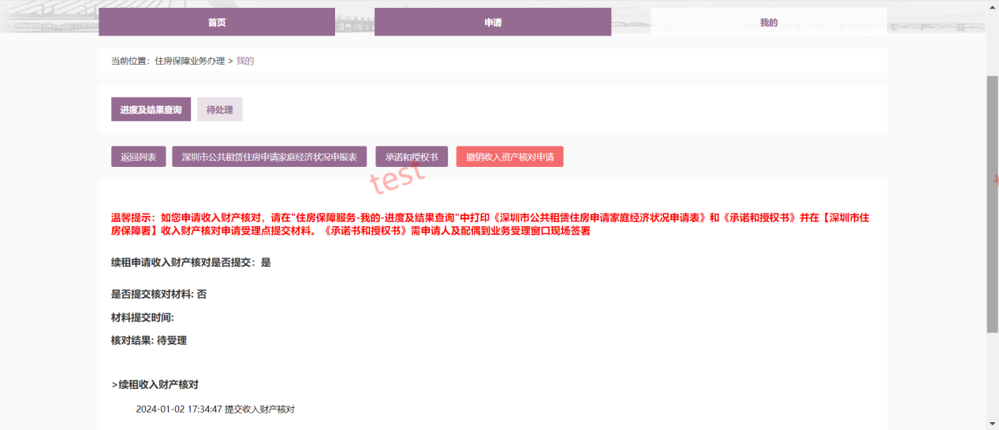 首页
申请
我的
当前位置：住房保障业务办理 > 我的
进度及结果查询
待处理
返回列表
深圳市公共租赁住房申请家庭经济状况申报表
承诺和授权书
撤销收入资产核对申请
test
温馨提示：如您申请收入财产核对，请在"住房保障服务-我的-进度及结果查询"中打印《深圳市公共租赁住房申请家庭经济状况申请表》和《承诺和授权书》并在【深圳市住
房保障署】收入财产核对申请受理点提交材料。《承诺书和授权书》需申请人及配偶到业务受理窗口现场签署
续租申请收入财产核对是否提交：是
是否提交核对材料: 否
材料提交时间:
核对结果: 待受理
>续租收入财产核对
2024-01-02 17:34:47 提交收入财产核对